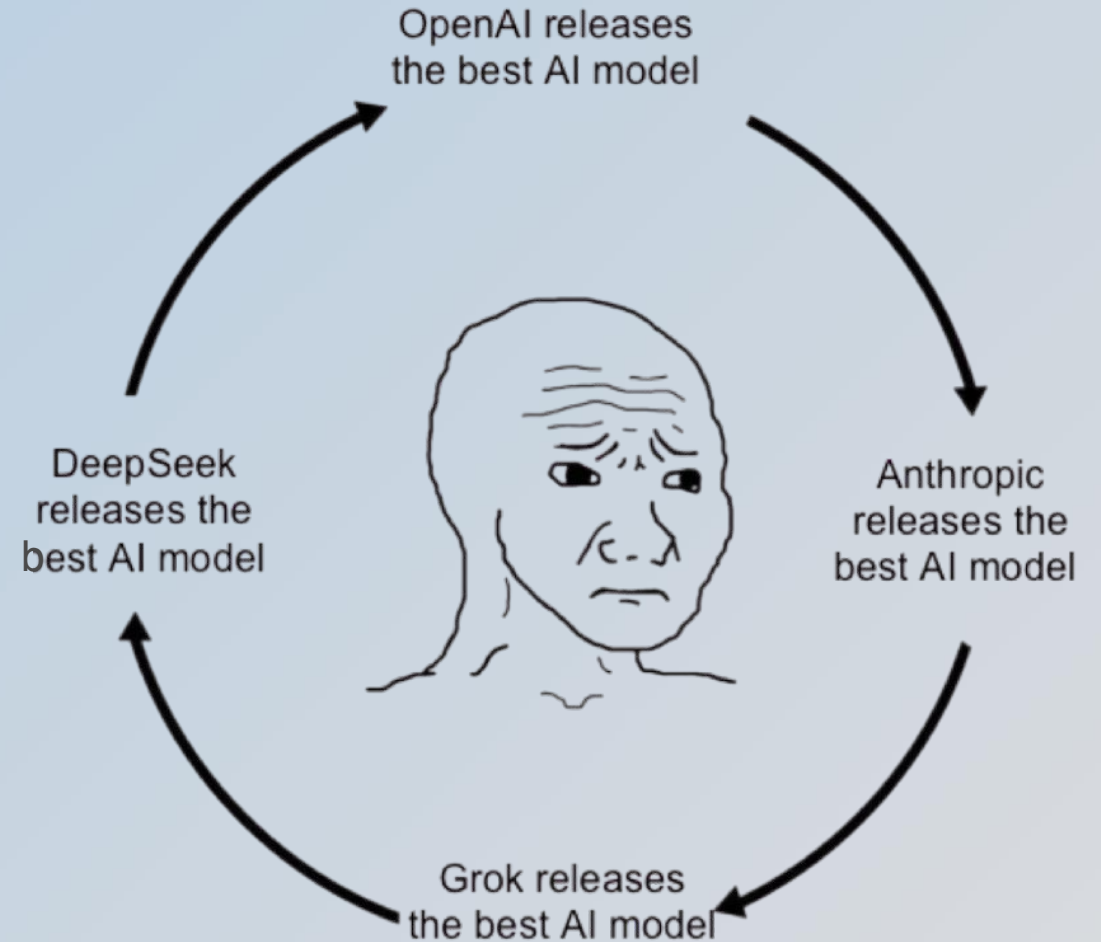 OpenAI releases
the best AI model
Anthropic
releases the
best AI model
Grok releases
the best AI model
DeepSeek
releases the
best AI model